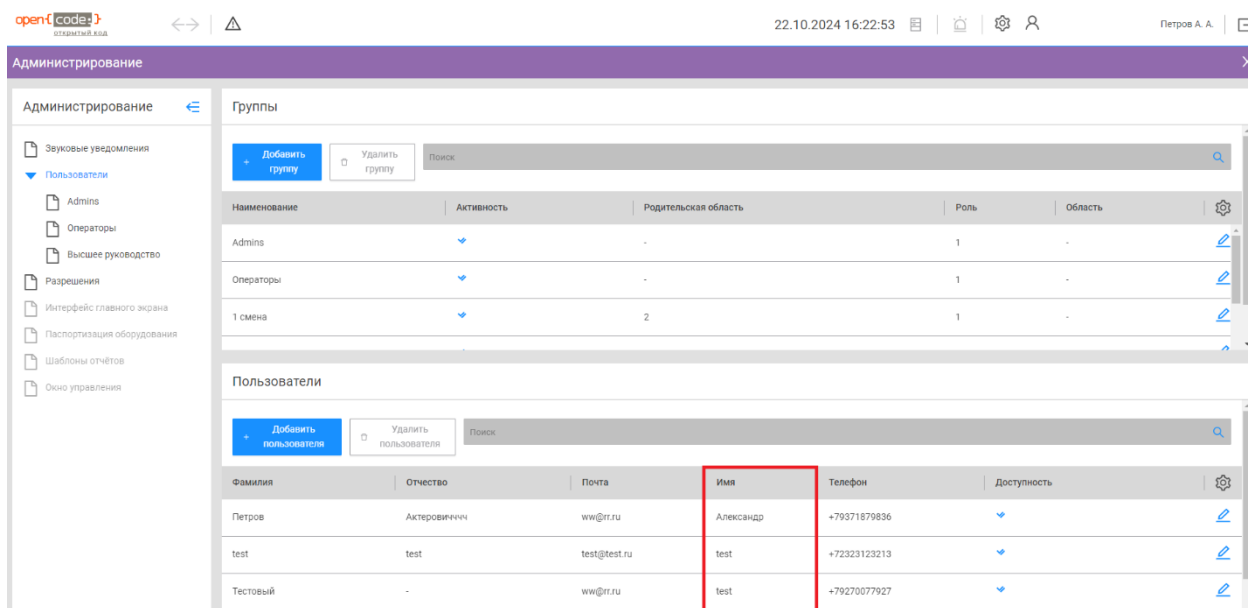 open{code:}
открытый код
22.10.2024 16:22:53
Петров А. А.
Администрирование
Администрирование
Звуковые уведомления
Пользователи
Admins
Операторы
Высшее руководство
Разрешения
Интерфейс главного экрана
Паспортизация оборудования
Шаблоны отчётов
Окно управления
Группы
+ Добавить группу
Удалить группу
Поиск
Наименование Активность Родительская область Роль Область
Admins - 1 -
Операторы - 1 -
1 смена 2 1 -
Пользователи
+ Добавить пользователя
Удалить пользователя
Поиск
Фамилия Отчество Почта Имя Телефон Доступность
Петров Актеровичччч ww@rr.ru Александр +79371879836
test test test@test.ru test +72323123213
Тестовый - ww@rr.ru test +79270077927